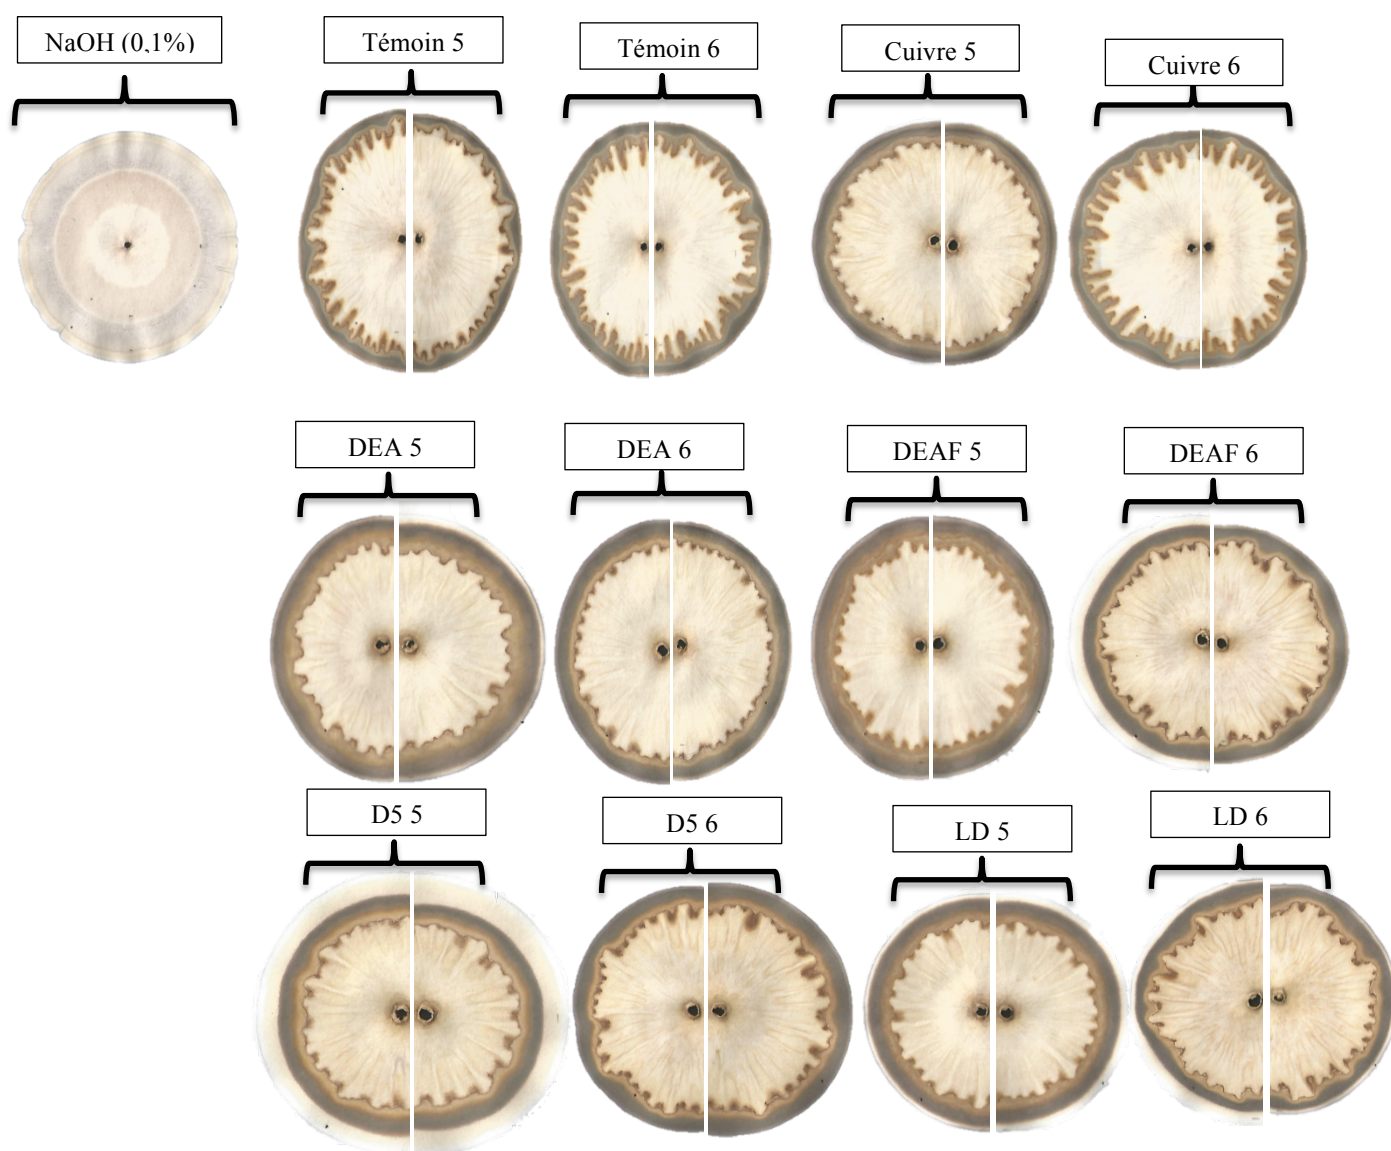 NaOH (0,1%)
Témoin 5
Témoin 6
Cuivre 5
Cuivre 6
DEA 5
DEA 6
DEAF 5
DEAF 6
D5 5
D5 6
LD 5
LD 6